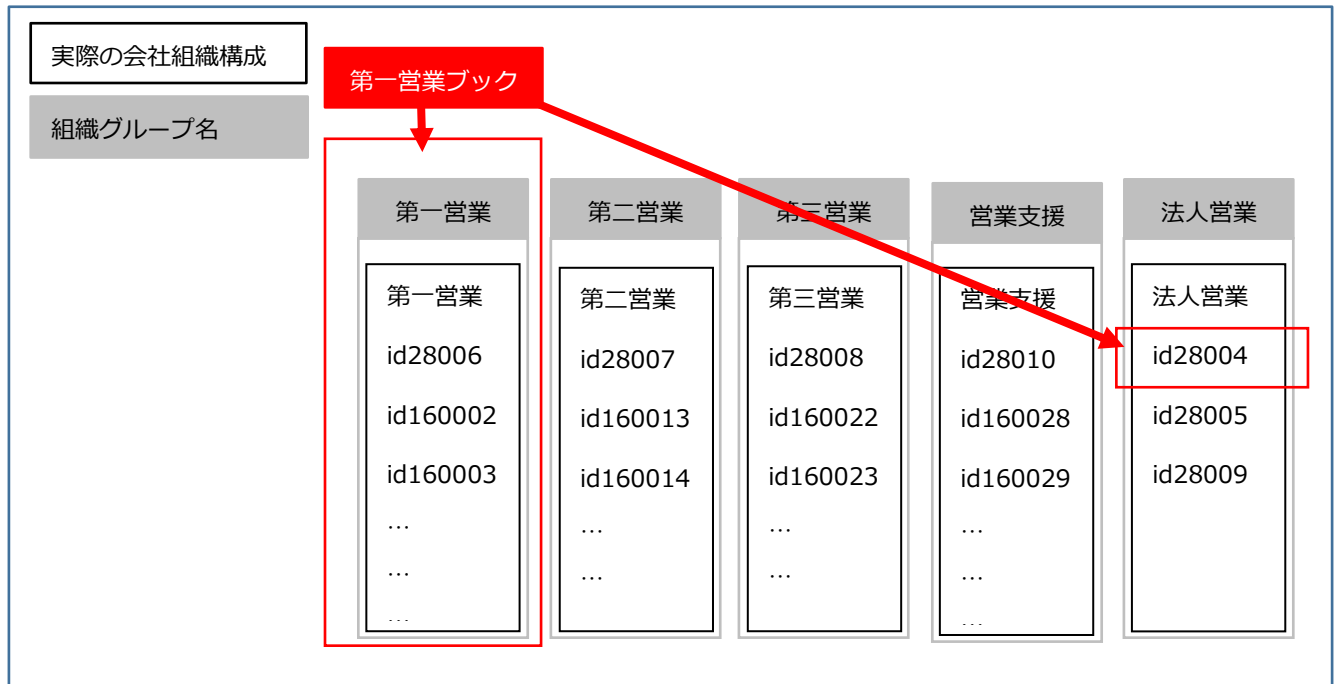 実際の会社組織構成
組織グループ名
第一営業ブック
第一営業
第二営業
第三営業
営業支援
法人営業
第一営業
id28006
id160002
id160003
…
…
…
第二営業
id28007
id160013
id160014
…
…
第三営業
id28008
id160022
id160023
…
…
営業支援
id28010
id160028
id160029
…
…
…
法人営業
id28004
id28005
id28009